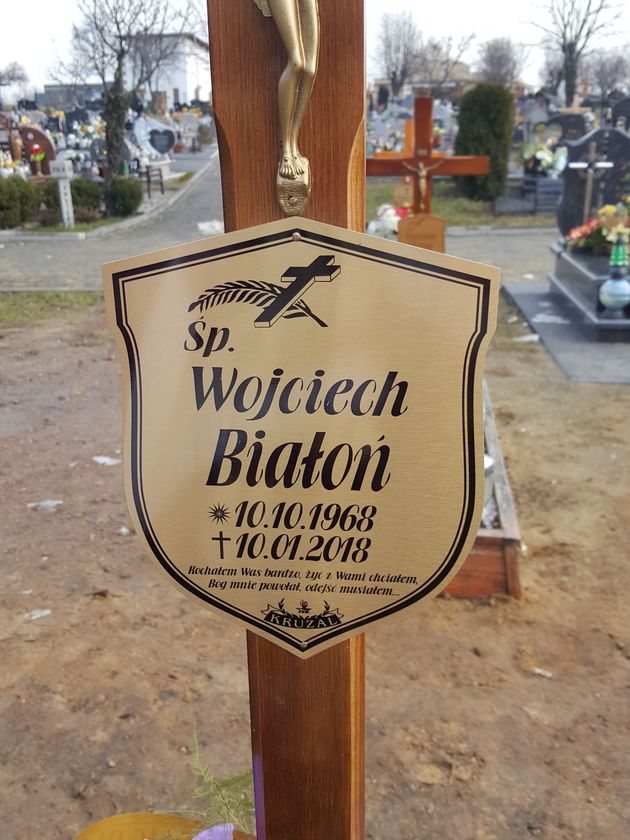 Śp.
Wojciech
Białoń
10.10.1968
10.01.2018
Kochałem Was bardzo, żyć z Wami chciałem,
Bóg mnie powołał, odejść musiałem...
KRUŻAL